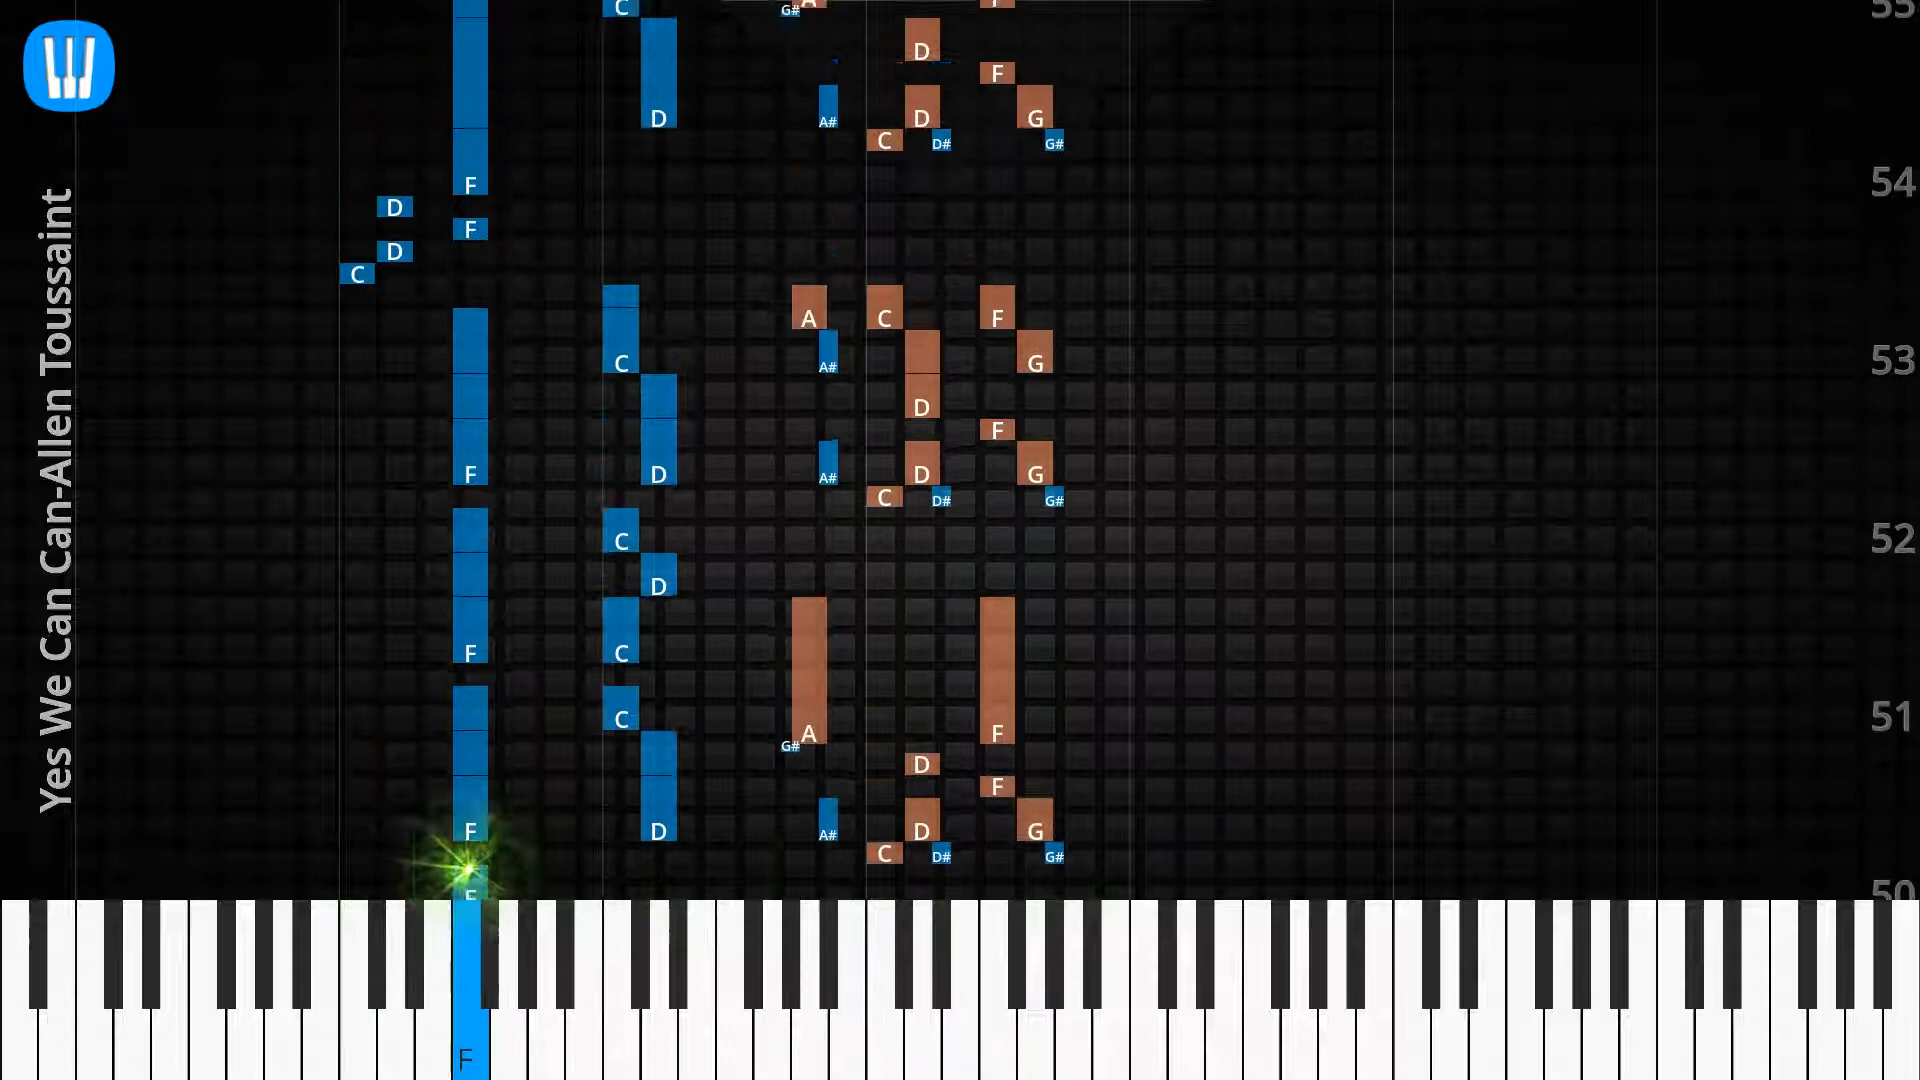 Yes We Can Can-Allen Toussaint
C G# A F 55
D
F
D A# D G
C D# G#
F 54
D
F
D
C
A C F
C A# G 53
D
F
F D A# D G
C D# G#
C 52
D
F C
C 51
A F
G#
D
F
F D A# D G
C D# G#
F 50
F